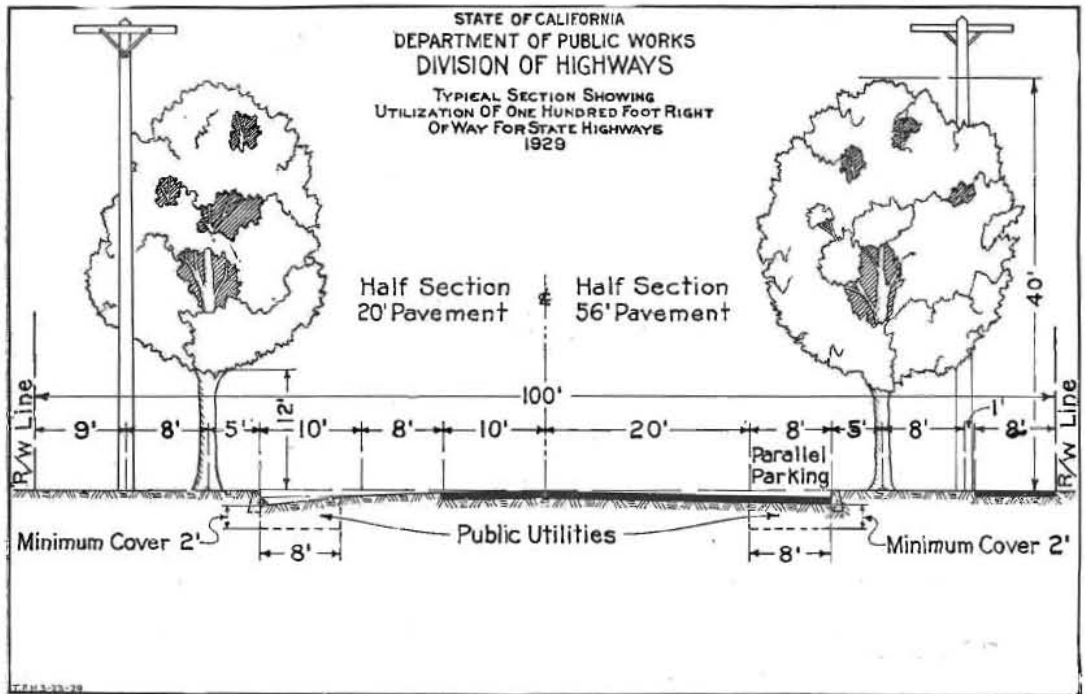 STATE OF CALIFORNIA
DEPARTMENT OF PUBLIC WORKS
DIVISION OF HIGHWAYS
TYPICAL SECTION SHOWING
UTILIZATION OF ONE HUNDRED FOOT RIGHT
OF WAY FOR STATE HIGHWAYS
1929
Half Section
20' Pavement
℄
Half Section
56' Pavement
40'
R/W Line
100'
R/W Line
12'
1'
9' 8' 5' 10' 8' 10' 20' 8' 5' 8' 8'
Parallel
Parking
Minimum Cover 2'
Public Utilities
Minimum Cover 2'
8'
8'